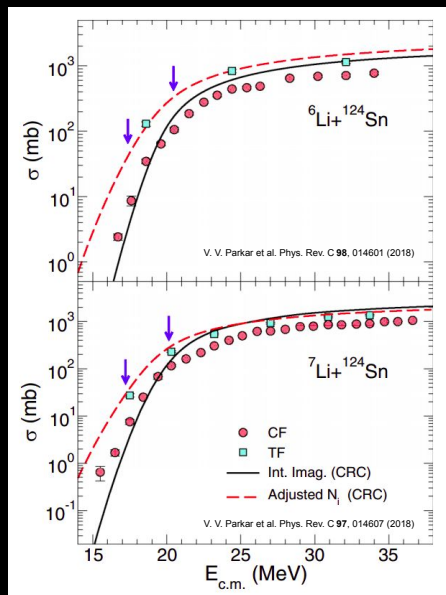 10³
10²
10¹
10⁰
σ (mb)
⁶Li+¹²⁴Sn
V. V. Parkar et al. Phys. Rev. C 98, 014601 (2018)
10³
10²
10¹
10⁰
10⁻¹
σ (mb)
⁷Li+¹²⁴Sn
CF
TF
Int. Imag. (CRC)
Adjusted Nᵢ (CRC)
V. V. Parkar et al. Phys. Rev. C 97, 014607 (2018)
15 20 25 30 35
E_c.m. (MeV)